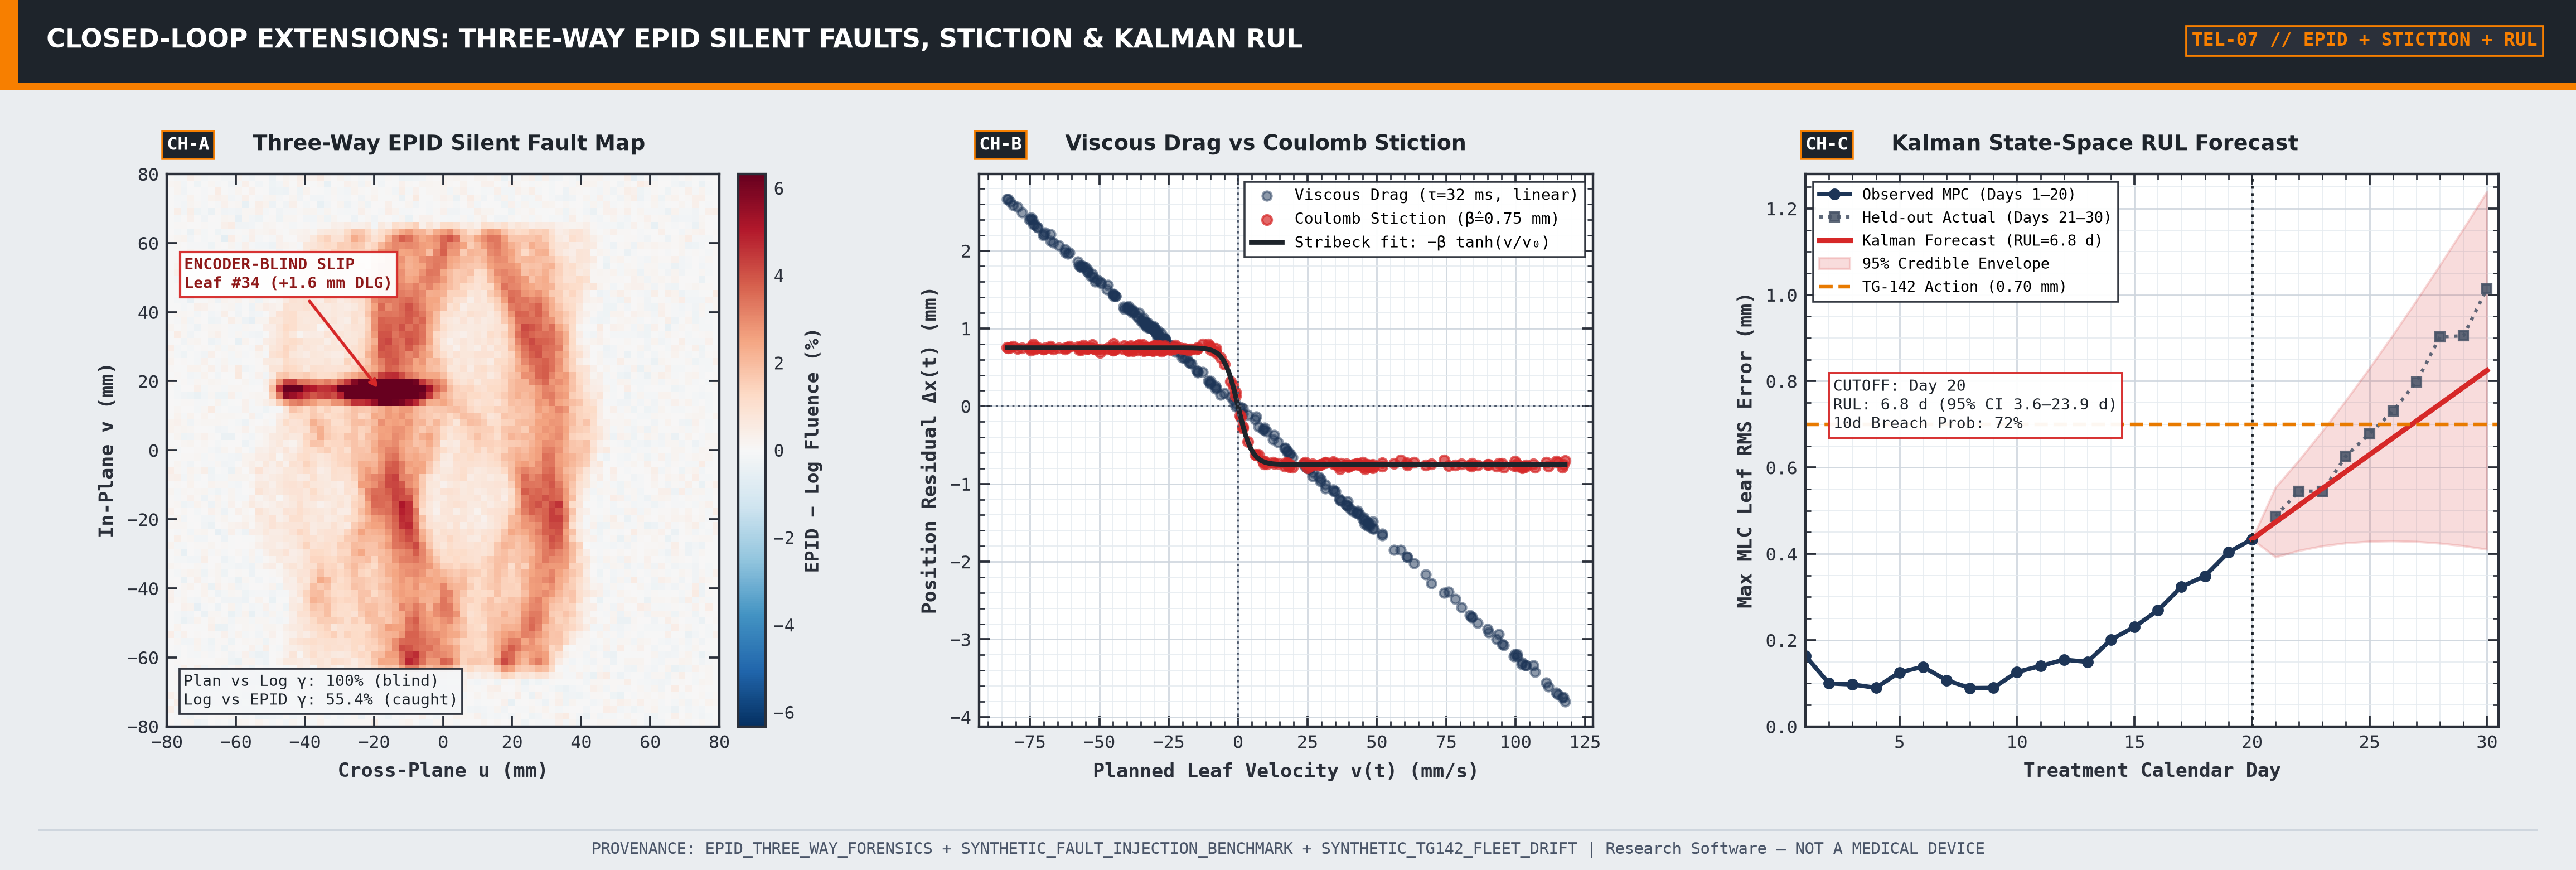 CLOSED-LOOP EXTENSIONS: THREE-WAY EPID SILENT FAULTS, STICTION & KALMAN RUL
TEL-07 // EPID + STICTION + RUL
CH-A
Three-Way EPID Silent Fault Map
80
60
40
20
0
−20
−40
−60
−80
In-Plane v (mm)
ENCODER-BLIND SLIP
Leaf #34 (+1.6 mm DLG)
Plan vs Log γ: 100% (blind)
Log vs EPID γ: 55.4% (caught)
−80 −60 −40 −20 0 20 40 60 80
Cross-Plane u (mm)
6
4
2
0
−2
−4
−6
EPID − Log Fluence (%)
CH-B
Viscous Drag vs Coulomb Stiction
Viscous Drag (τ=32 ms, linear)
Coulomb Stiction (β̂=0.75 mm)
Stribeck fit: −β tanh(v/v₀)
2
1
0
−1
−2
−3
−4
Position Residual Δx(t) (mm)
−75 −50 −25 0 25 50 75 100 125
Planned Leaf Velocity v(t) (mm/s)
CH-C
Kalman State-Space RUL Forecast
Observed MPC (Days 1–20)
Held-out Actual (Days 21–30)
Kalman Forecast (RUL=6.8 d)
95% Credible Envelope
TG-142 Action (0.70 mm)
CUTOFF: Day 20
RUL: 6.8 d (95% CI 3.6–23.9 d)
10d Breach Prob: 72%
1.2
1.0
0.8
0.6
0.4
0.2
0.0
Max MLC Leaf RMS Error (mm)
5 10 15 20 25 30
Treatment Calendar Day
PROVENANCE: EPID_THREE_WAY_FORENSICS + SYNTHETIC_FAULT_INJECTION_BENCHMARK + SYNTHETIC_TG142_FLEET_DRIFT | Research Software — NOT A MEDICAL DEVICE